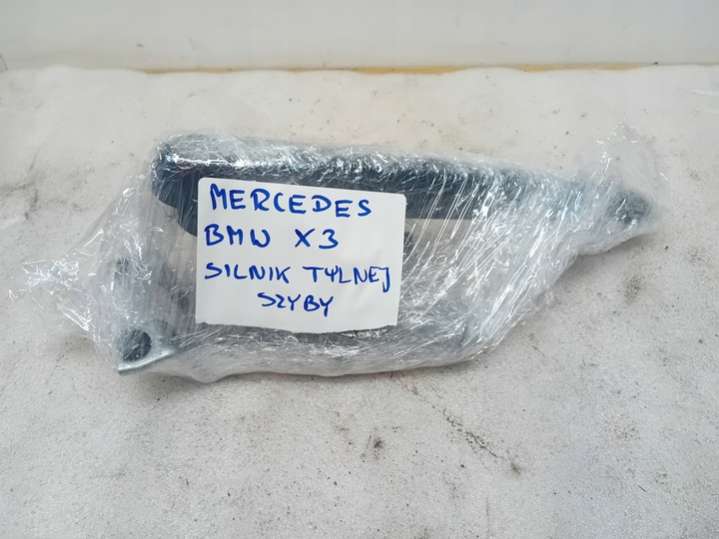 MERCEDES
BMW X3
SILNIK TYLNEJ
SZYBY